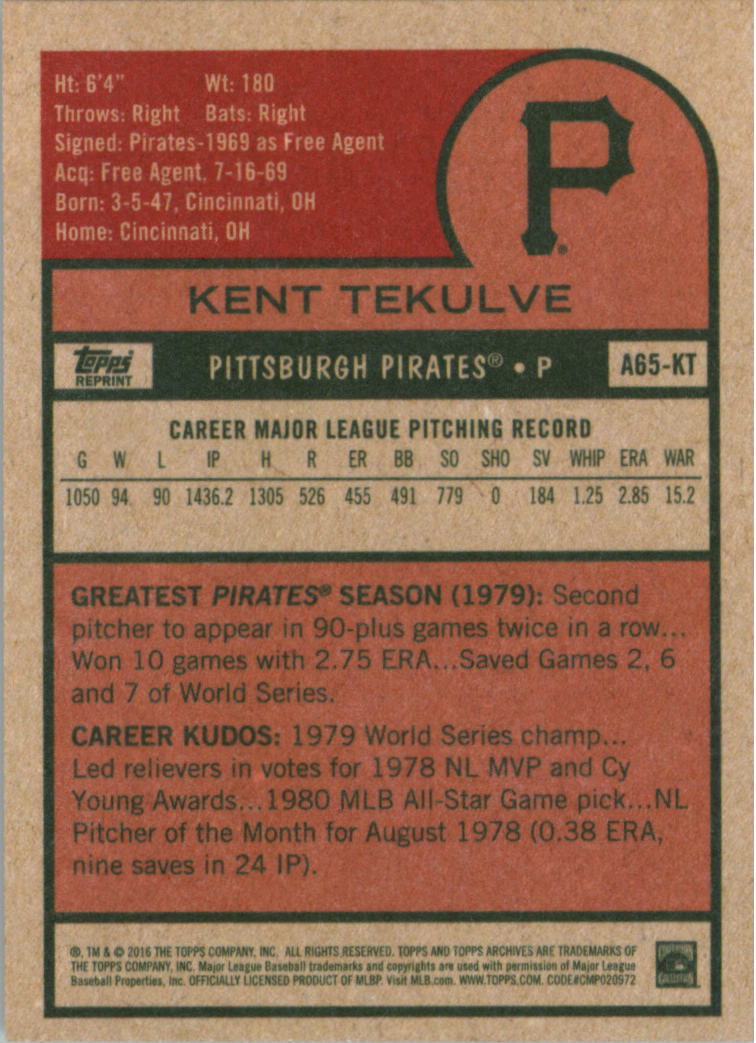 Ht: 6'4" Wt: 180
Throws: Right Bats: Right
Signed: Pirates-1969 as Free Agent
Acq: Free Agent, 7-16-69
Born: 3-5-47, Cincinnati, OH
Home: Cincinnati, OH
P®
KENT TEKULVE
Topps
REPRINT
PITTSBURGH PIRATES® • P
A65-KT
CAREER MAJOR LEAGUE PITCHING RECORD
G W L IP H R ER BB SO SHO SV WHIP ERA WAR
1050 94 90 1436.2 1305 526 455 491 779 0 184 1.25 2.85 15.2
GREATEST PIRATES® SEASON (1979): Second
pitcher to appear in 90-plus games twice in a row...
Won 10 games with 2.75 ERA...Saved Games 2, 6
and 7 of World Series.
CAREER KUDOS: 1979 World Series champ...
Led relievers in votes for 1978 NL MVP and Cy
Young Awards...1980 MLB All-Star Game pick...NL
Pitcher of the Month for August 1978 (0.38 ERA,
nine saves in 24 IP).
®, TM & © 2016 THE TOPPS COMPANY, INC. ALL RIGHTS RESERVED. TOPPS AND TOPPS ARCHIVES ARE TRADEMARKS OF
THE TOPPS COMPANY, INC. Major League Baseball trademarks and copyrights are used with permission of Major League
Baseball Properties, Inc. OFFICIALLY LICENSED PRODUCT OF MLBP. Visit MLB.com. WWW.TOPPS.COM. CODE#CMP020972